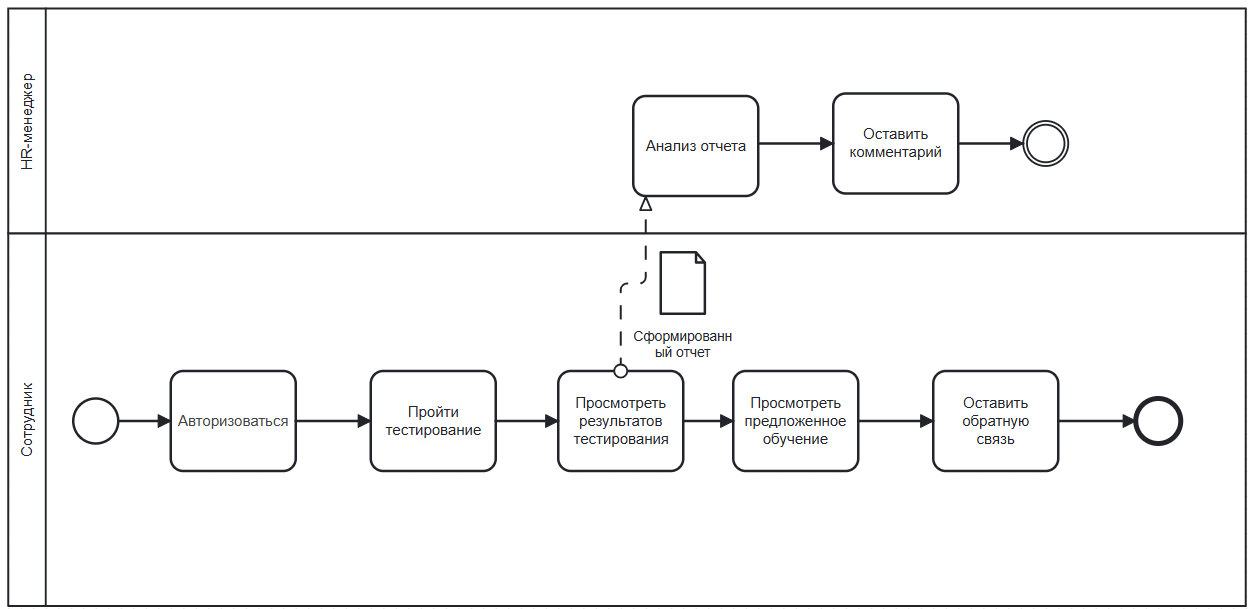 HR-менеджер
Анализ отчета
Оставить
комментарий
Сформированн
ый отчет
Сотрудник
Авторизоваться
Пройти
тестирование
Просмотреть
результатов
тестирования
Просмотреть
предложенное
обучение
Оставить
обратную
связь